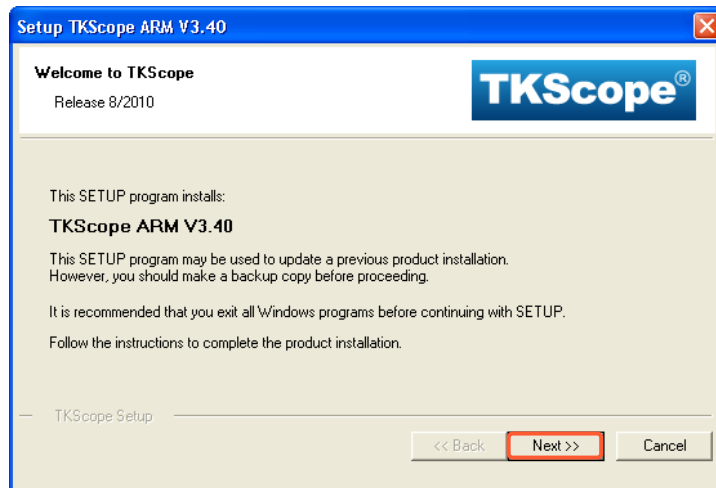 Setup TKScope ARM V3.40
Welcome to TKScope
Release 8/2010
TKScope®
This SETUP program installs:
TKScope ARM V3.40
This SETUP program may be used to update a previous product installation.
However, you should make a backup copy before proceeding.
It is recommended that you exit all Windows programs before continuing with SETUP.
Follow the instructions to complete the product installation.
TKScope Setup
<< Back Next >> Cancel